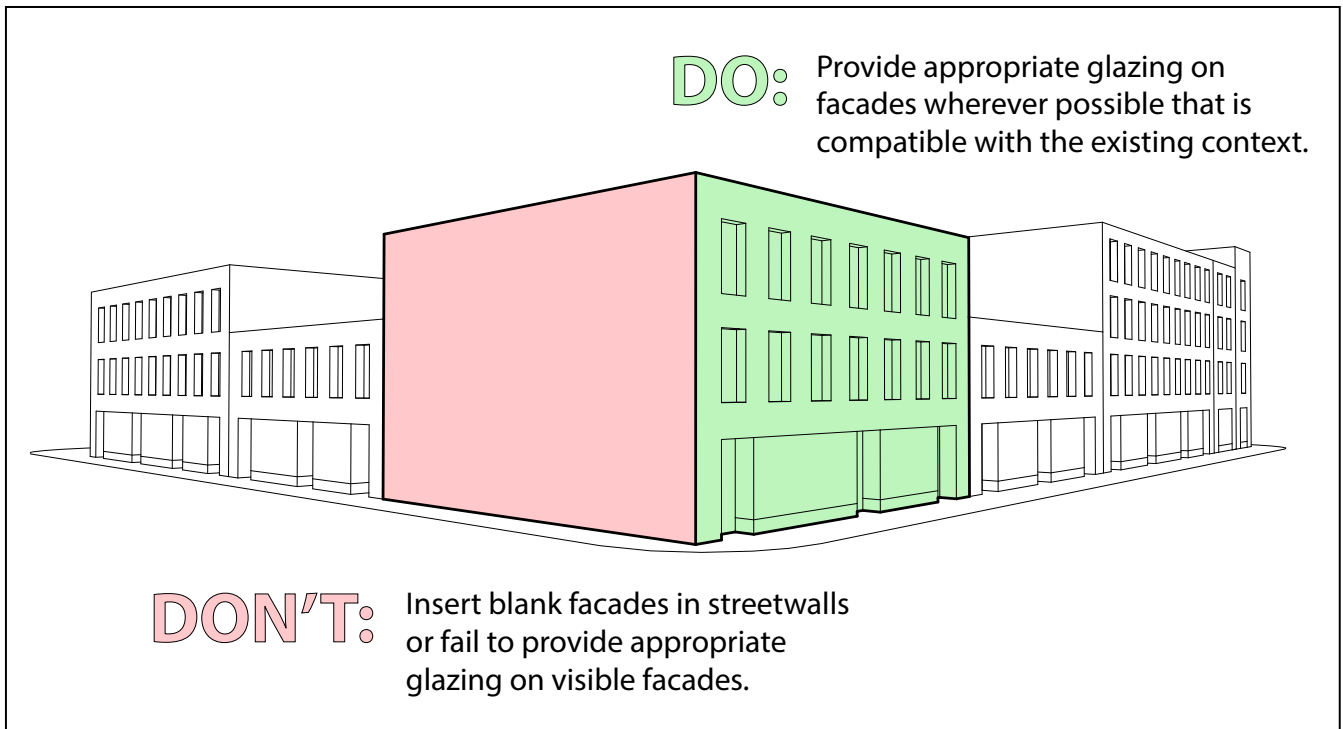 DO: Provide appropriate glazing on
facades wherever possible that is
compatible with the existing context.
DON'T: Insert blank facades in streetwalls
or fail to provide appropriate
glazing on visible facades.